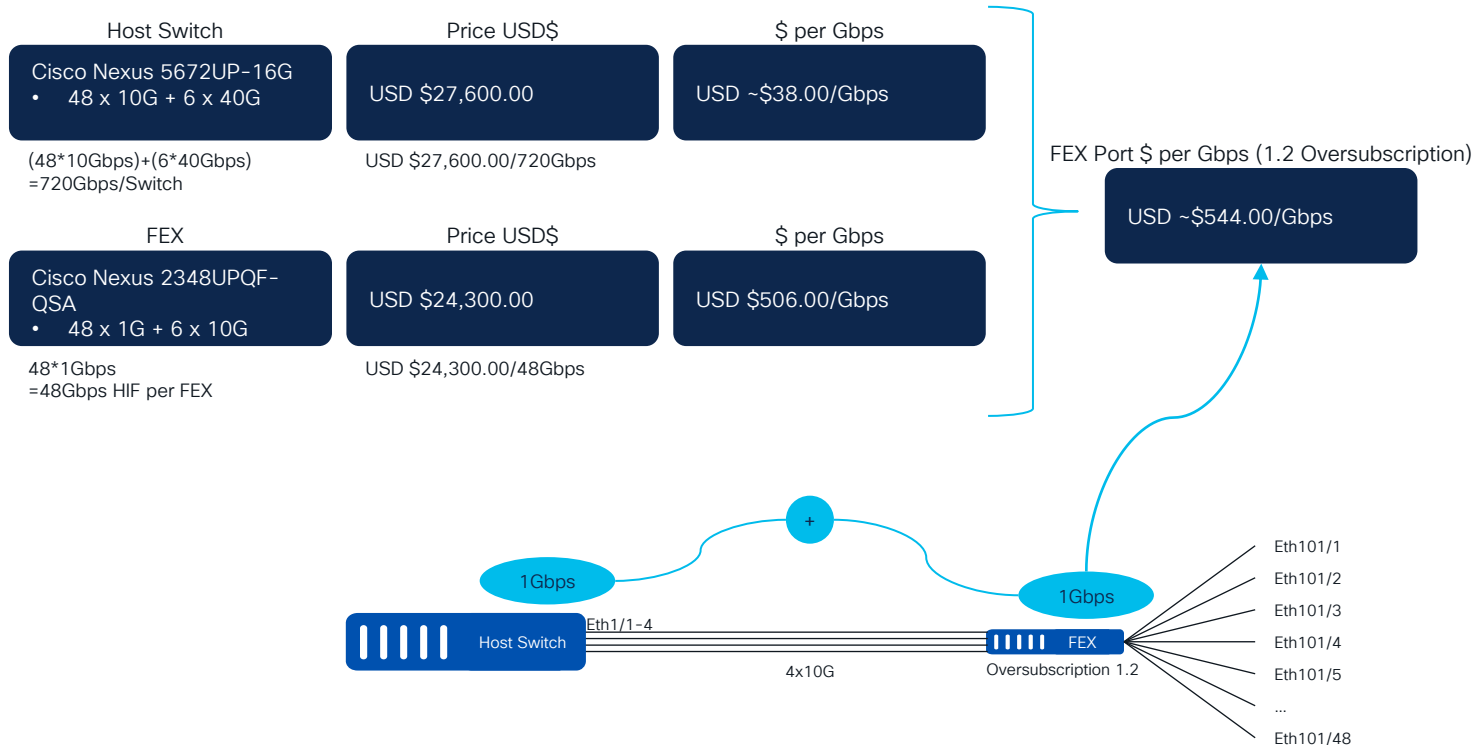 Host Switch
Price USD$
$ per Gbps
Cisco Nexus 5672UP-16G
• 48 x 10G + 6 x 40G
USD $27,600.00
USD ~$38.00/Gbps
(48*10Gbps)+(6*40Gbps)
=720Gbps/Switch
USD $27,600.00/720Gbps
FEX Port $ per Gbps (1.2 Oversubscription)
USD ~$544.00/Gbps
FEX
Price USD$
$ per Gbps
Cisco Nexus 2348UPQF-
QSA
• 48 x 1G + 6 x 10G
USD $24,300.00
USD $506.00/Gbps
48*1Gbps
=48Gbps HIF per FEX
USD $24,300.00/48Gbps
+
1Gbps
1Gbps
Host Switch
Eth1/1-4
4x10G
FEX
Oversubscription 1.2
Eth101/1
Eth101/2
Eth101/3
Eth101/4
Eth101/5
...
Eth101/48